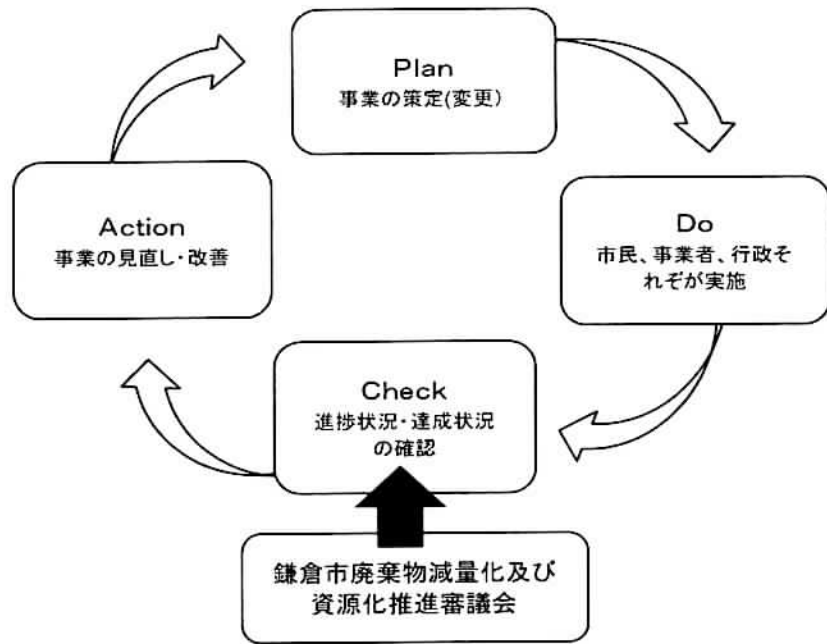 Plan
事業の策定(変更)
Action
事業の見直し・改善
Do
市民、事業者、行政そ
れぞが実施
Check
進捗状況・達成状況
の確認
鎌倉市廃棄物減量化及び
資源化推進審議会